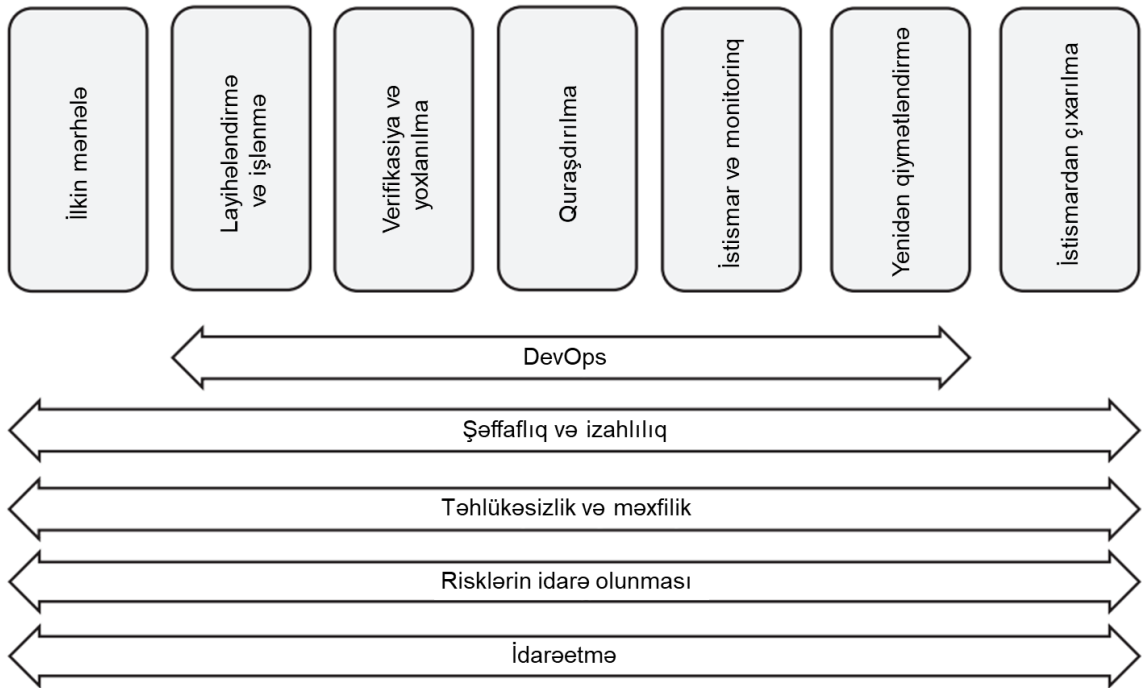 İlkin mərhələ
Layihələndirmə
və işlənmə
Verifikasiya və
yoxlanılma
Quraşdırılma
İstismar və monitorinq
Yenidən qiymətləndirmə
İstismardan çıxarılma
DevOps
Şəffaflıq və izahlılıq
Təhlükəsizlik və məxfilik
Risklərin idarə olunması
İdarəetmə